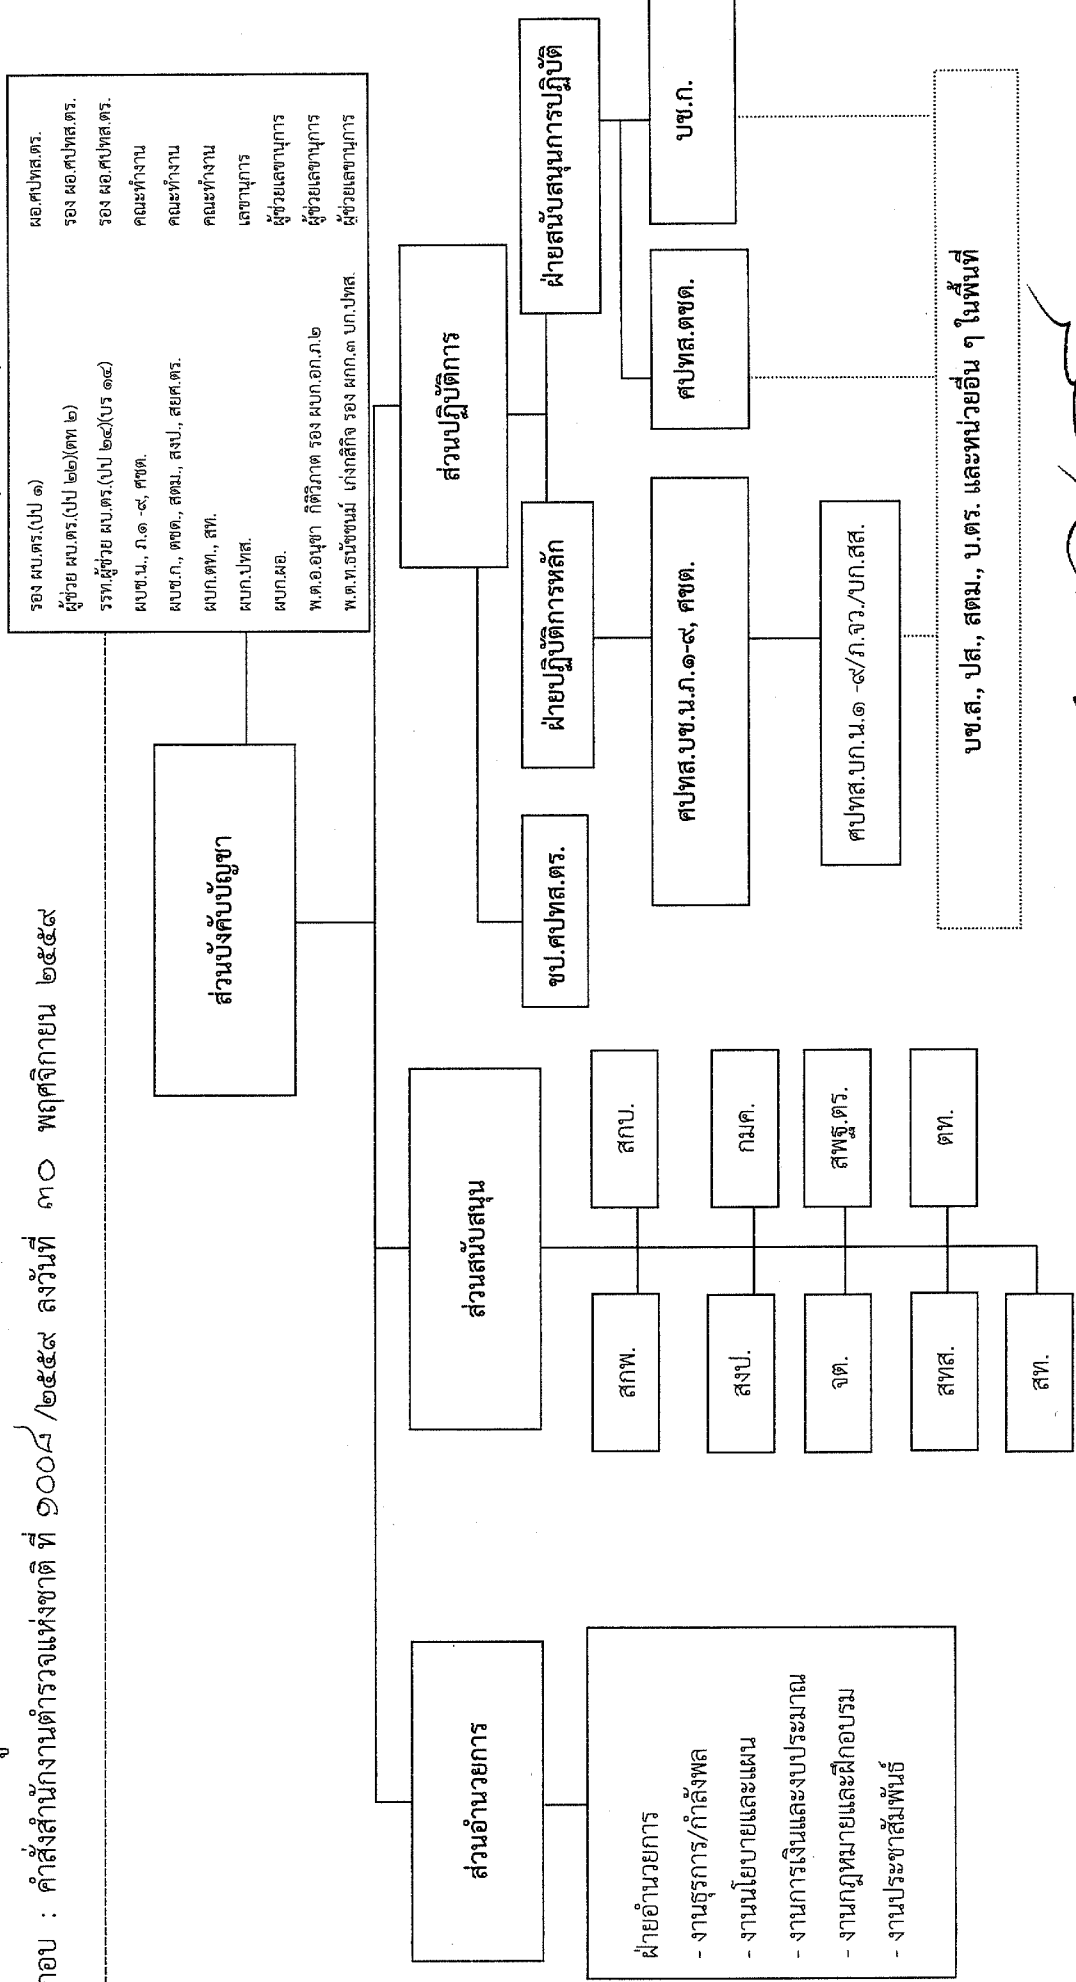 : คำสั่งสำนักงานตำรวจแห่งชาติ ที่ ๑๐๐๘ /๒๕๕๙ ลงวันที่ ๓๐ พฤศจิกายน ๒๕๕๙
รอง ผบ.ตร.(ปป ๑) ผอ.ศปทส.ตร.
ผู้ช่วย ผบ.ตร.(ปป ๒๒)(ตท ๒) รอง ผอ.ศปทส.ตร.
รรท.ผู้ช่วย ผบ.ตร.(ปป ๒๔)(บร ๑๔) รอง ผอ.ศปทส.ตร.
ผบช.น., ภ.๑ -๙, ศชต. คณะทำงาน
ผบช.ก., ตชด., สตม., สงป., สยศ.ตร. คณะทำงาน
ผบก.ตท., สท. คณะทำงาน
ผบก.ปทส. เลขานุการ
ผบก.ผอ. ผู้ช่วยเลขานุการ
พ.ต.อ.อนุชา กิติวิภาต รอง ผบก.อก.ภ.๒ ผู้ช่วยเลขานุการ
พ.ต.ท.ธนัชชนม์ เก่งกสิกิจ รอง ผกก.๓ บก.ปทส. ผู้ช่วยเลขานุการ
ส่วนบังคับบัญชา
ส่วนอำนวยการ
ส่วนสนับสนุน
ส่วนปฏิบัติการ
ฝ่ายอำนวยการ
- งานธุรการ/กำลังพล
- งานนโยบายและแผน
- งานการเงินและงบประมาณ
- งานกฎหมายและฝึกอบรม
- งานประชาสัมพันธ์
สกพ. สกบ.
สงป. กมค.
จต. สพฐ.ตร.
สทส. ตท.
สท.
ชป.ศปทส.ตร.
ฝ่ายปฏิบัติการหลัก
ฝ่ายสนับสนุนการปฏิบัติ
ศปทส.บช.น.ภ.๑-๙, ศชต.
ศปทส.ตชด.
บช.ก.
ศปทส.บก.น.๑ -๙/ภ.จว./บก.สส.
บช.ส., ปส., สตม., บ.ตร. และหน่วยอื่น ๆ ในพื้นที่